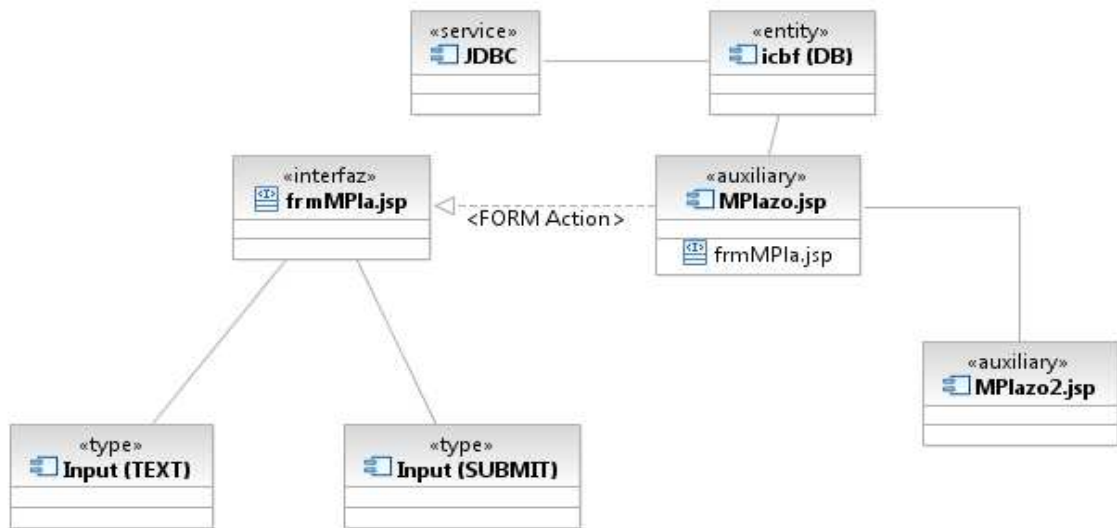 «service»
JDBC
«entity»
icbf (DB)
«interfaz»
frmMPla.jsp
<FORM Action>
«auxiliary»
MPlazo.jsp
frmMPla.jsp
«auxiliary»
MPlazo2.jsp
«type»
Input (TEXT)
«type»
Input (SUBMIT)